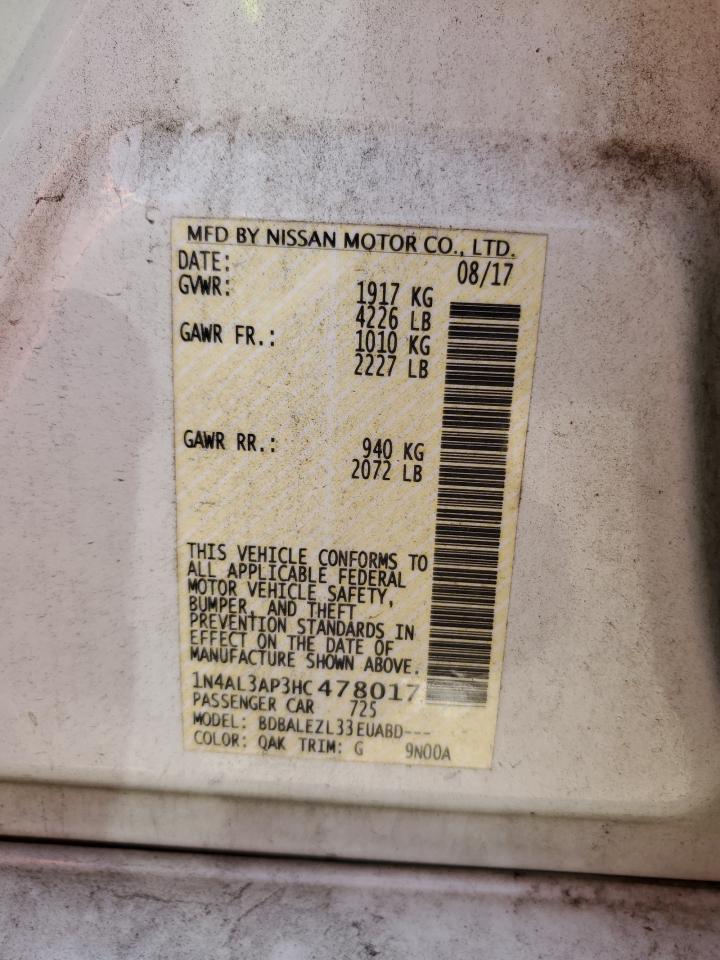 MFD BY NISSAN MOTOR CO., LTD.
DATE: 08/17
GVWR: 1917 KG
4226 LB
GAWR FR.: 1010 KG
2227 LB
GAWR RR.: 940 KG
2072 LB
THIS VEHICLE CONFORMS TO
ALL APPLICABLE FEDERAL
MOTOR VEHICLE SAFETY,
BUMPER, AND THEFT
PREVENTION STANDARDS IN
EFFECT ON THE DATE OF
MANUFACTURE SHOWN ABOVE.
1N4AL3AP3HC478017
PASSENGER CAR 725
MODEL: BDBALEZL33EUABD---
COLOR: QAK TRIM: G 9N00A